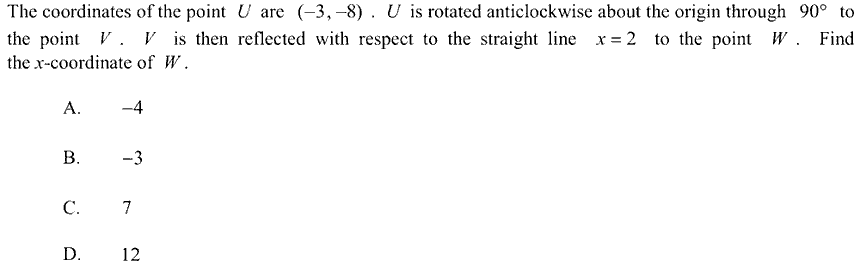 The coordinates of the point U are (−3, −8) . U is rotated anticlockwise about the origin through 90° to
the point V . V is then reflected with respect to the straight line x = 2 to the point W . Find
the x-coordinate of W .
A. −4
B. −3
C. 7
D. 12